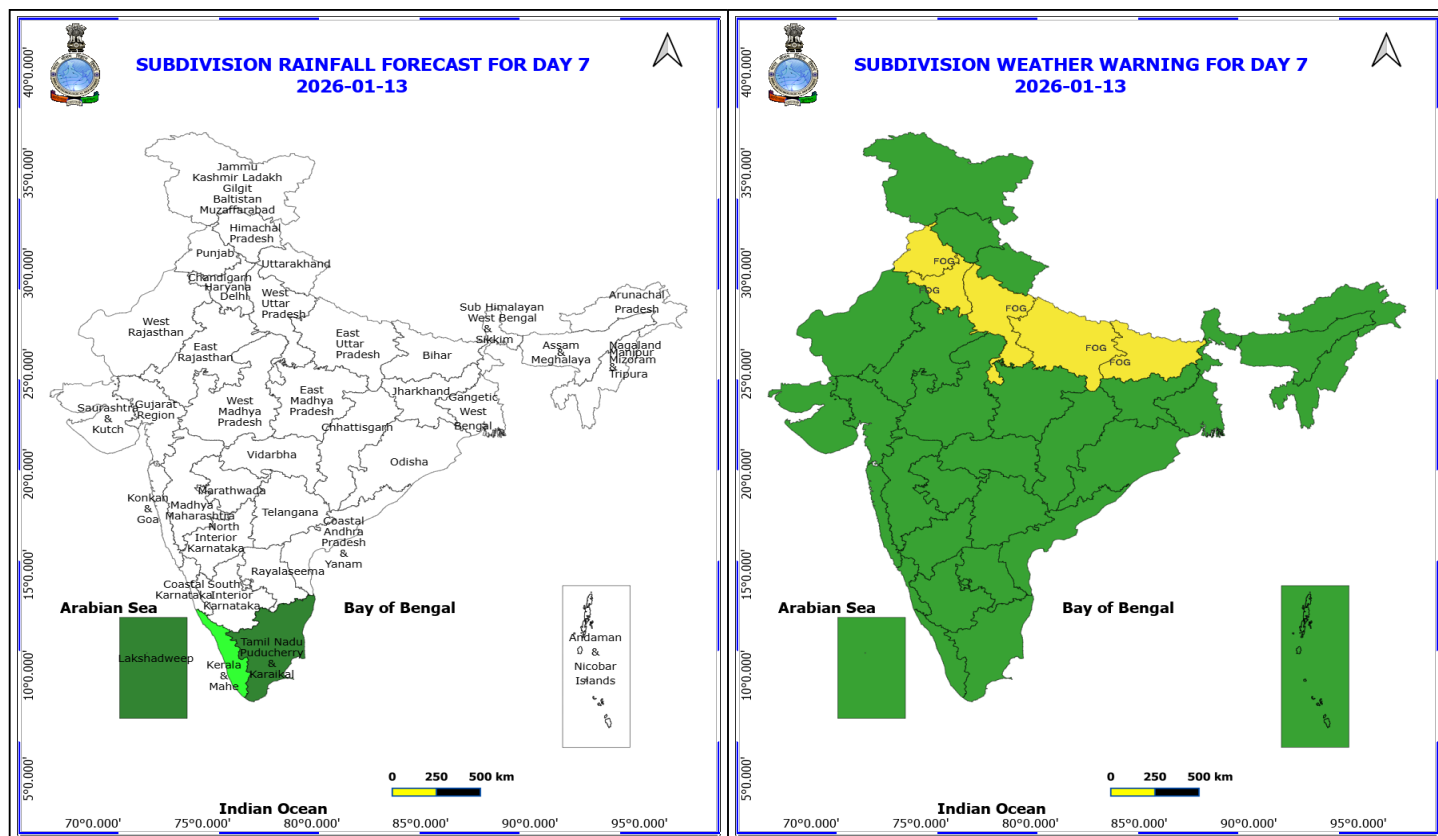 SUBDIVISION RAINFALL FORECAST FOR DAY 7
2026-01-13
40°0.000'
35°0.000'
30°0.000'
25°0.000'
20°0.000'
15°0.000'
10°0.000'
5°0.000'
Jammu
Kashmir Ladakh
Gilgit
Baltistan
Muzaffarabad
Himachal
Pradesh
Punjab
Uttarakhand
Chandigarh
Haryana
Delhi
West
Uttar
Pradesh
West
Rajasthan
East
Rajasthan
East
Uttar
Pradesh
Bihar
Sub Himalayan
West Bengal
&
Sikkim
Arunachal
Pradesh
Assam
&
Meghalaya
Nagaland
Manipur
Mizoram
&
Tripura
Saurashtra
&
Kutch
Gujarat
Region
West
Madhya
Pradesh
East
Madhya
Pradesh
Jharkhand
Gangetic
West
Bengal
Chhattisgarh
Vidarbha
Odisha
Konkan
&
Goa
Madhya
Maharashtra
Marathwada
Telangana
North
Interior
Karnataka
Coastal
Andhra
Pradesh
&
Yanam
Rayalaseema
Coastal
Karnataka
South
Interior
Karnataka
Arabian Sea
Bay of Bengal
Lakshadweep
Kerala
&
Mahe
Tamil Nadu
Puducherry
&
Karaikal
Andaman
&
Nicobar
Islands
0 250 500 km
Indian Ocean
70°0.000' 75°0.000' 80°0.000' 85°0.000' 90°0.000' 95°0.000'
SUBDIVISION WEATHER WARNING FOR DAY 7
2026-01-13
40°0.000'
35°0.000'
30°0.000'
25°0.000'
20°0.000'
15°0.000'
10°0.000'
5°0.000'
FOG
FOG
FOG
FOG
FOG
Arabian Sea
Bay of Bengal
0 250 500 km
Indian Ocean
70°0.000' 75°0.000' 80°0.000' 85°0.000' 90°0.000' 95°0.000'